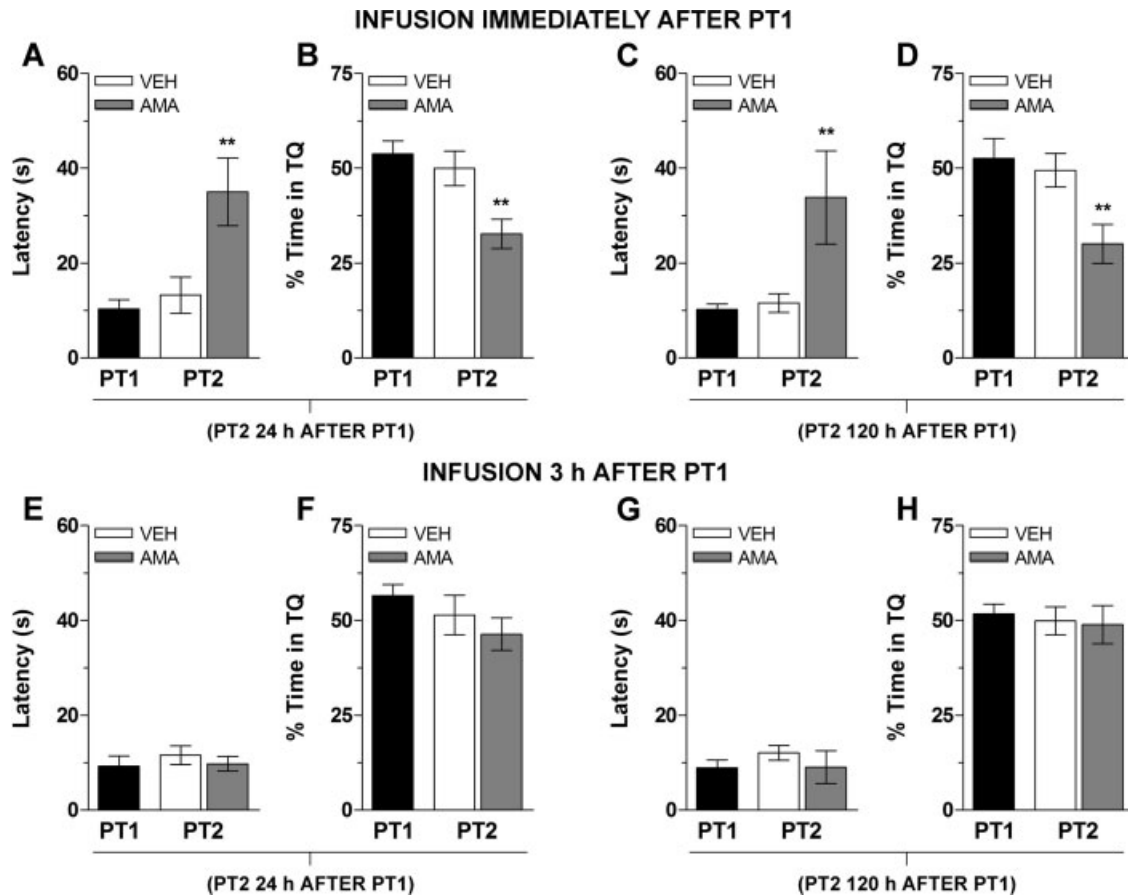 INFUSION IMMEDIATELY AFTER PT1
A
60
40
20
0
Latency (s)
VEH
AMA
**
PT1
PT2
B
75
50
25
0
% Time in TQ
VEH
AMA
**
PT1
PT2
(PT2 24 h AFTER PT1)
C
60
40
20
0
Latency (s)
VEH
AMA
**
PT1
PT2
D
75
50
25
0
% Time in TQ
VEH
AMA
**
PT1
PT2
(PT2 120 h AFTER PT1)
INFUSION 3 h AFTER PT1
E
60
40
20
0
Latency (s)
VEH
AMA
PT1
PT2
F
75
50
25
0
% Time in TQ
VEH
AMA
PT1
PT2
(PT2 24 h AFTER PT1)
G
60
40
20
0
Latency (s)
VEH
AMA
PT1
PT2
H
75
50
25
0
% Time in TQ
VEH
AMA
PT1
PT2
(PT2 120 h AFTER PT1)